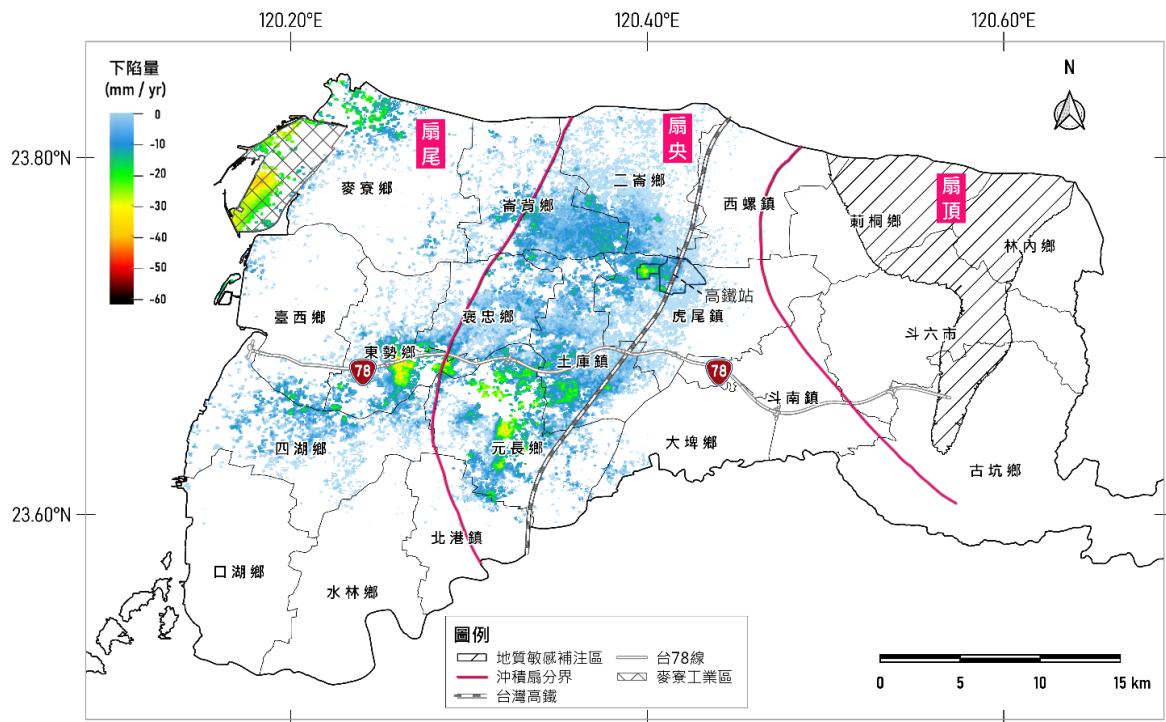 120.20°E
120.40°E
120.60°E
下陷量
(mm / yr)
0
-10
-20
-30
-40
-50
-60
N
23.80°N
23.60°N
扇尾
扇央
扇頂
麥寮鄉
崙背鄉
二崙鄉
西螺鎮
莿桐鄉
林內鄉
高鐵站
臺西鄉
褒忠鄉
虎尾鎮
斗六市
東勢鄉
土庫鎮
78
78
斗南鎮
四湖鄉
元長鄉
大埤鄉
古坑鄉
北港鎮
口湖鄉
水林鄉
圖例
地質敏感補注區
台78線
沖積扇分界
麥寮工業區
台灣高鐵
0 5 10 15 km